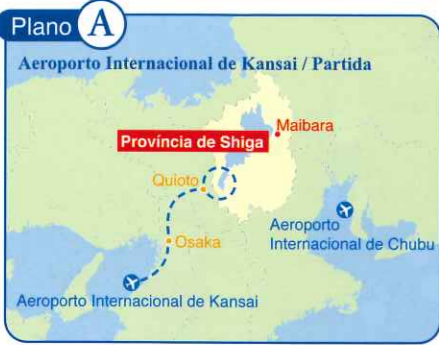 Plano A
Aeroporto Internacional de Kansai / Partida
Maibara
Província de Shiga
Quioto
Aeroporto
Internacional de Chubu
Osaka
Aeroporto Internacional de Kansai